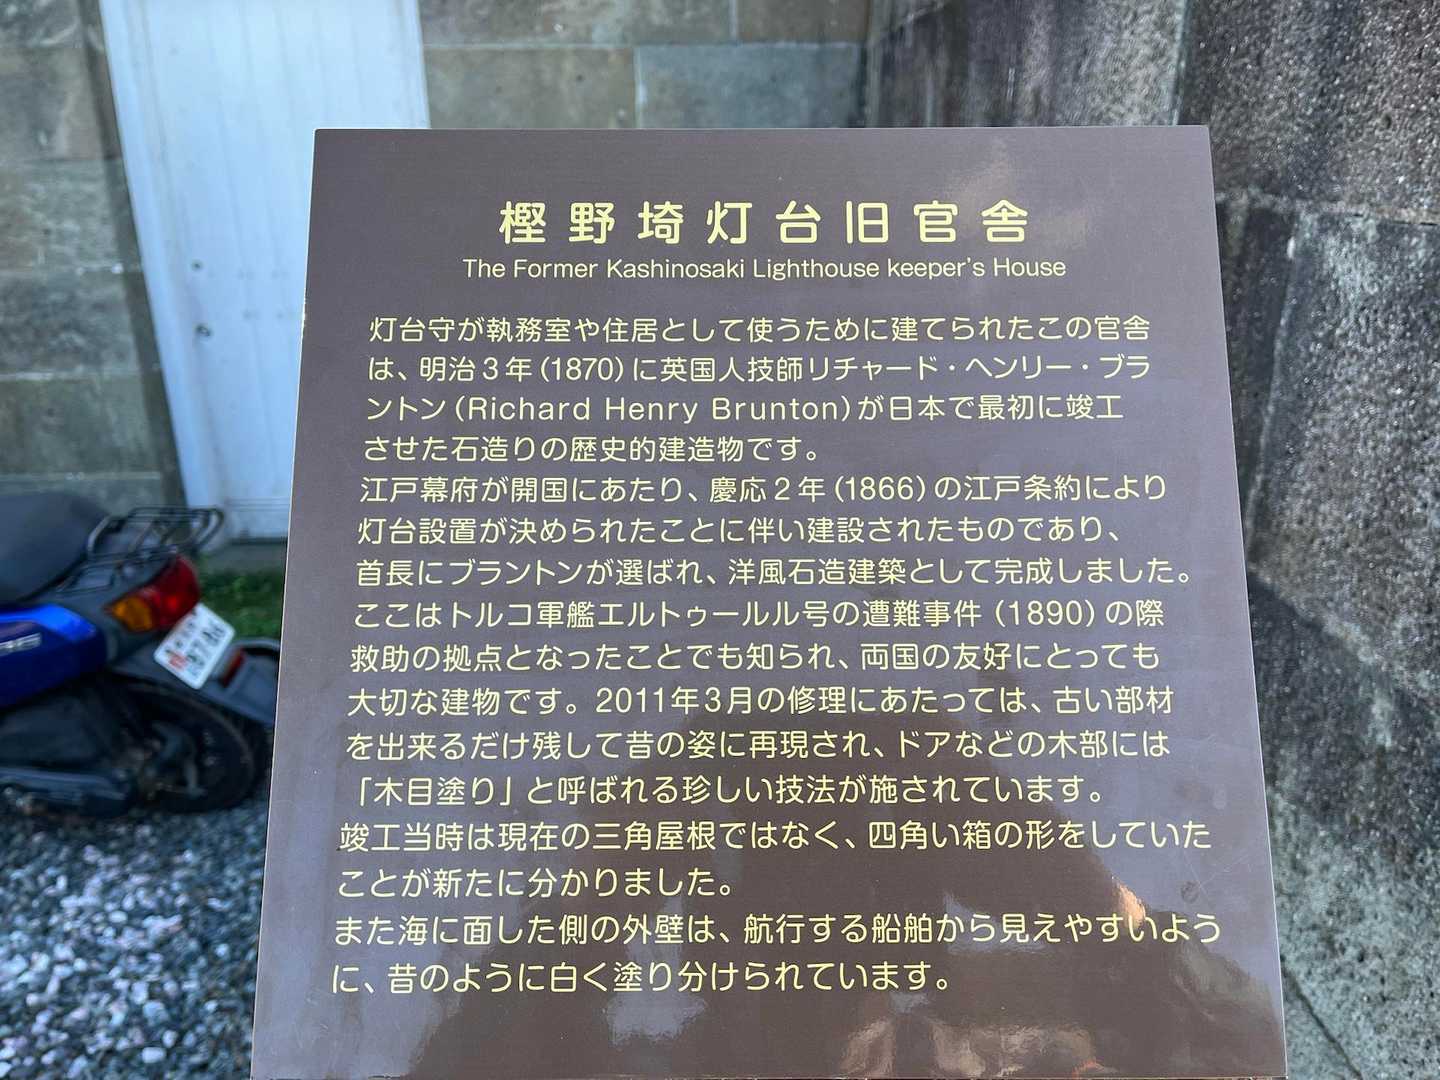 樫野埼灯台旧官舎
The Former Kashinosaki Lighthouse keeper's House
灯台守が執務室や住居として使うために建てられたこの官舎
は、明治3年(1870)に英国人技師リチャード・ヘンリー・ブラ
ントン(Richard Henry Brunton)が日本で最初に竣工
させた石造りの歴史的建造物です。
江戸幕府が開国にあたり、慶応2年(1866)の江戸条約により
灯台設置が決められたことに伴い建設されたものであり、
首長にブラントンが選ばれ、洋風石造建築として完成しました。
ここはトルコ軍艦エルトゥールル号の遭難事件(1890)の際
救助の拠点となったことでも知られ、両国の友好にとっても
大切な建物です。2011年3月の修理にあたっては、古い部材
を出来るだけ残して昔の姿に再現され、ドアなどの木部には
「木目塗り」と呼ばれる珍しい技法が施されています。
竣工当時は現在の三角屋根ではなく、四角い箱の形をしていた
ことが新たに分かりました。
また海に面した側の外壁は、航行する船舶から見えやすいよう
に、昔のように白く塗り分けられています。